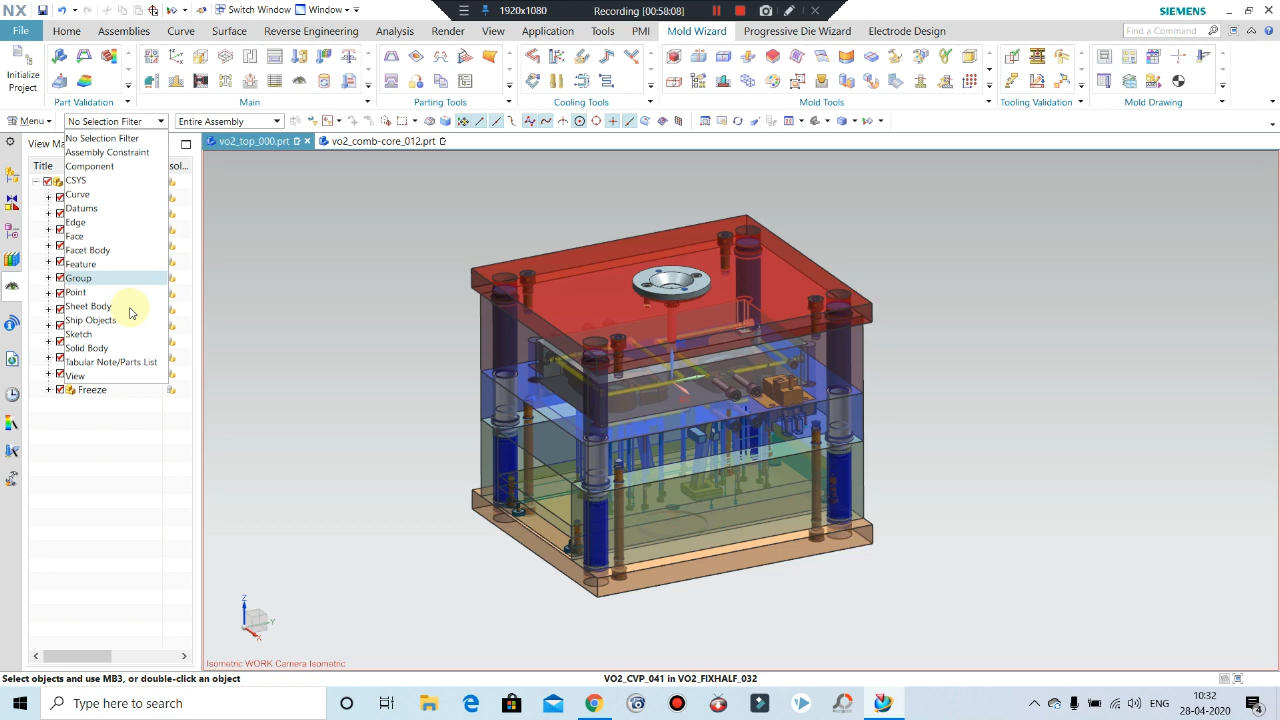 NX
Switch Window
Window
1920x1080
Recording [00:58:08]
SIEMENS
File
Home
Curve
Surface
Analysis
Render
View
Application
Tools
PMI
Mold Wizard
Progressive Die Wizard
Electrode Design
Find a Command
Initialize
Project
Part Validation
Main
Parting Tools
Cooling Tools
Mold Tools
Tooling Validation
Mold Drawing
Menu
No Selection Filter
Entire Assembly
View Ma
vo2_top_000.prt
vo2_comb-core_012.prt
Title
sol...
No Selection Filter
Assembly Constraint
Component
CSYS
Curve
Datums
Edge
Face
Facet Body
Feature
Group
Point
Sheet Body
Ship Objects
Sketch
Solid Body
Tabular Note/Parts List
View
Freeze
Z
Y
X
Isometric WORK Camera Isometric
Select objects and use MB3, or double-click an object
VO2_CVP_041 in VO2_FIXHALF_032
Type here to search
ENG
10:32
28-04-2020